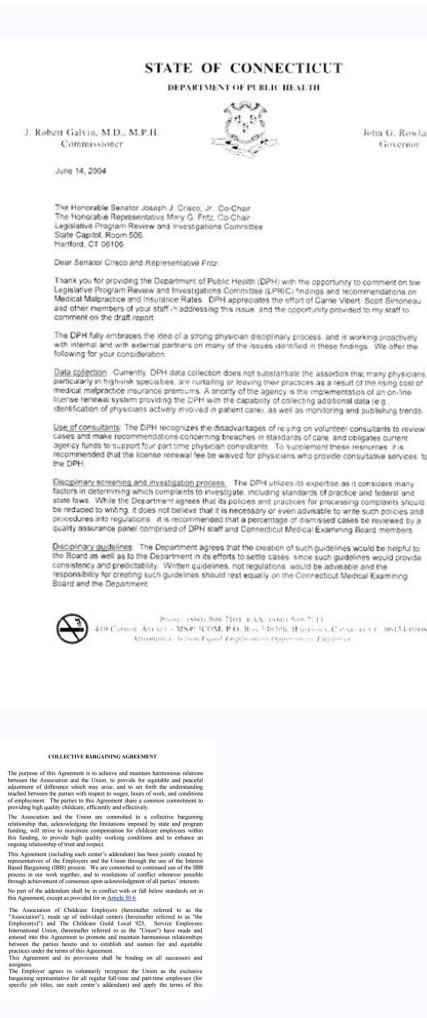 STATE OF CONNECTICUT
DEPARTMENT OF PUBLIC HEALTH
J. Robert Galvin, M.D., M.P.H.
Commissioner
John G. Rowla
Governor
June 14, 2004
The Honorable Senator Joseph J. Crisco, Jr., Co-Chair
The Honorable Representative Mary G. Fritz, Co-Chair
Legislative Program Review and Investigations Committee
State Capitol, Room 506
Hartford, CT 06106
Dear Senator Crisco and Representative Fritz:
Thank you for providing the Department of Public Health (DPH) with the opportunity to comment on the
Legislative Program Review and Investigations Committee (LPRIC) findings and recommendations on
Medical Malpractice and Insurance Rates. DPH appreciates the effort of Carrie Vibert, Scott Simoneau
and other members of your staff in addressing this issue, and the opportunity provided to my staff to
comment on the draft report.
The DPH fully embraces the idea of a strong physician disciplinary process, and is working proactively
with internal and with external partners on many of the issues identified in these findings. We offer the
following for your consideration.
Data collection: Currently, DPH data collection does not substantiate the assertion that many physicians
particularly in high-risk specialties, are curtailing or leaving their practices as a result of the rising cost of
medical malpractice insurance premiums. A priority of the agency is the implementation of an on-line
license renewal system providing the DPH with the capability of collecting additional data (e.g.,
identification of physicians actively involved in patient care), as well as monitoring and publishing trends.
Use of consultants: The DPH recognizes the disadvantages of relying on volunteer consultants to review
cases and make recommendations concerning breaches in standards of care, and obligates current
agency funds to support four part time physician consultants. To supplement these resources, it is
recommended that the license renewal fee be waived for physicians who provide consultative services to
the DPH.
Disciplinary screening and investigation process: The DPH utilizes its expertise as it considers many
factors in determining which complaints to investigate, including standards of practice and federal and
state laws. While the Department agrees that its policies and practices for processing complaints should
be reduced to writing, it does not believe that it is necessary or even advisable to write such policies and
procedures into regulations. It is recommended that a percentage of dismissed cases be reviewed by a
quality assurance panel comprised of DPH staff and Connecticut Medical Examining Board members.
Disciplinary guidelines: The Department agrees that the creation of such guidelines would be helpful to
the Board as well as to the Department in its efforts to settle cases, since such guidelines would provide
consistency and predictability. Written guidelines, not regulations, would be advisable and the
responsibility for creating such guidelines should rest equally on the Connecticut Medical Examining
Board and the Department.
An Equal Employment Opportunity Employer
COLLECTIVE BARGAINING AGREEMENT
The purpose of this Agreement is to achieve and maintain harmonious relations
between the Association and the Union, to provide for equitable and peaceful
adjustment of difference which may arise, and to set forth the understanding
reached between the parties with respect to wages, hours of work, and conditions
of employment. The parties to this Agreement share a common commitment to
providing high quality childcare, efficiently and effectively.
The Association and the Union are committed to a collective bargaining
relationship that, acknowledging the limitations imposed by state and program
funding, will strive to maximize compensation for childcare employees within
this funding, to provide high quality working conditions and to enhance an
ongoing relationship of trust and respect.
This Agreement (including each center's addendum) has been jointly created by
representatives of the Employers and the Union through the use of the Interest
Based Bargaining (IBB) process. We are committed to continued use of the IBB
process in our work together, and to resolutions of conflict whenever possible
through achievement of consensus upon acknowledgment of all parties' interests.
No part of the addendum shall be in conflict with or fall below standards set in
this Agreement, except as provided for in Article 50.6.
The Association of Childcare Employers (hereinafter referred to as the
"Association"), made up of individual centers (hereinafter referred to as "the
Employer(s)") and The Childcare Guild Local 925, Service Employees
International Union, (hereinafter referred to as the "Union") have made and
entered into this Agreement to promote and maintain harmonious relationships
between the parties hereto and to establish and sustain fair and equitable
practices under the terms of this Agreement.
This Agreement and its provisions shall be binding on all successors and
assignees.
The Employer agrees to voluntarily recognize the Union as the exclusive
bargaining representative for all regular full-time and part-time employees (for
specific job titles, see each center's addendum) and apply the terms of this